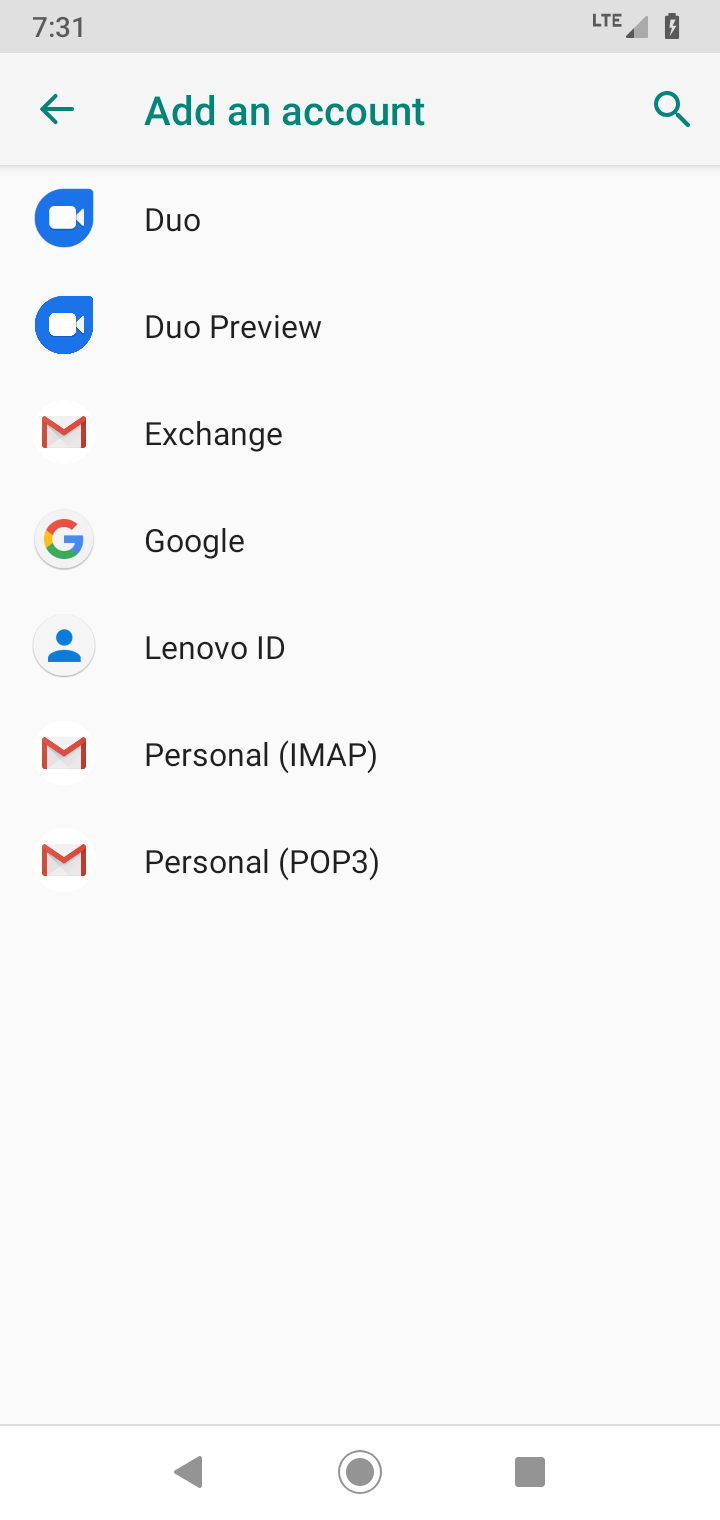 7:31
LTE
Add an account
Duo
Duo Preview
Exchange
Google
Lenovo ID
Personal (IMAP)
Personal (POP3)